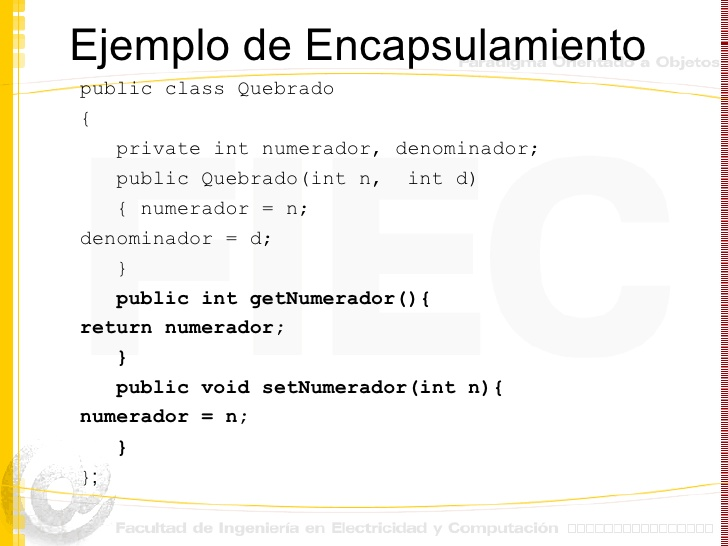 Ejemplo de Encapsulamiento
Paradigma Orientado a Objetos
public class Quebrado
{
private int numerador, denominador;
public Quebrado(int n, int d)
{ numerador = n;
denominador = d;
}
public int getNumerador(){
return numerador;
}
public void setNumerador(int n){
numerador = n;
}
};
FIEC
Facultad de Ingeniería en Electricidad y Computación